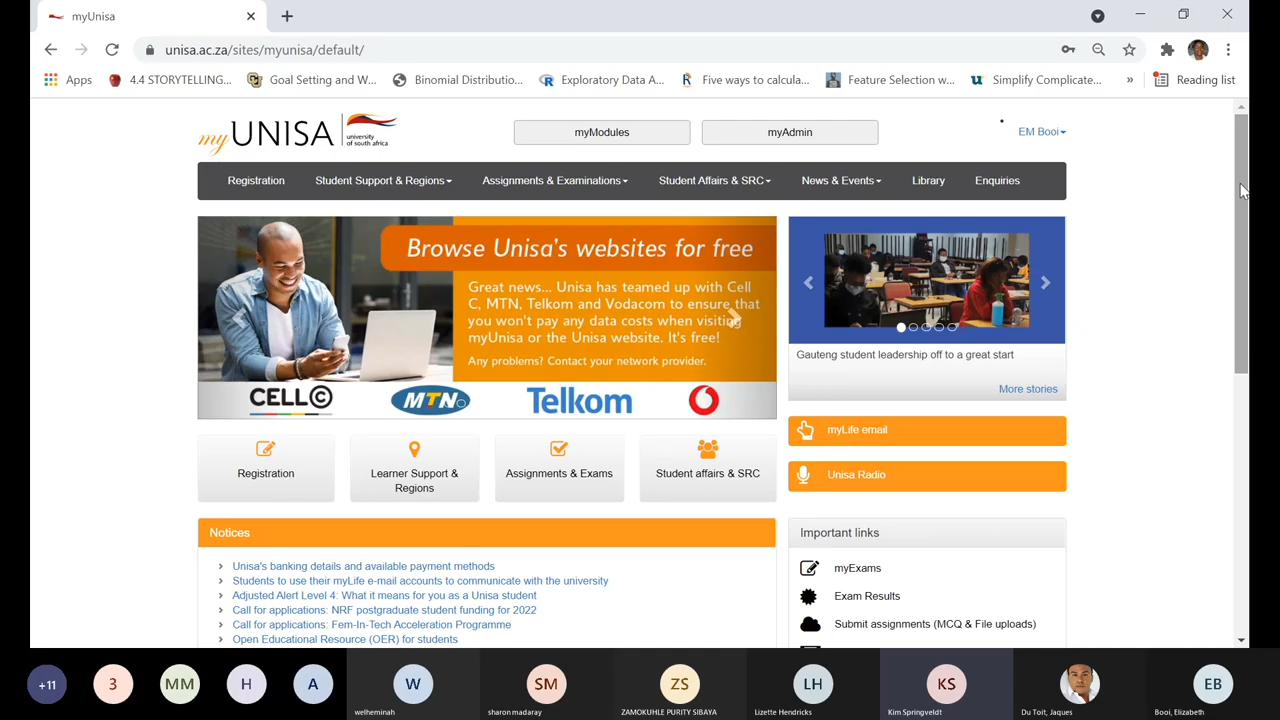 myUnisa
unisa.ac.za/sites/myunisa/default/
Apps
4.4 STORYTELLING...
Goal Setting and W...
Binomial Distributio...
Exploratory Data A...
Five ways to calcula...
Feature Selection w...
Simplify Complicate...
»
Reading list
my UNISA university of south africa
myModules
myAdmin
EM Booi
Registration
Student Support & Regions
Assignments & Examinations
Student Affairs & SRC
News & Events
Library
Enquiries
Browse Unisa's websites for free
Great news... Unisa has teamed up with Cell
C, MTN, Telkom and Vodacom to ensure that
you won't pay any data costs when visiting
myUnisa or the Unisa website. It's free!
Any problems? Contact your network provider.
CELL C
MTN
Telkom
Gauteng student leadership off to a great start
More stories
myLife email
Unisa Radio
Registration
Learner Support &
Regions
Assignments & Exams
Student affairs & SRC
Notices
Unisa's banking details and available payment methods
Students to use their myLife e-mail accounts to communicate with the university
Adjusted Alert Level 4: What it means for you as a Unisa student
Call for applications: NRF postgraduate student funding for 2022
Call for applications: Fem-In-Tech Acceleration Programme
Open Educational Resource (OER) for students
Important links
myExams
Exam Results
Submit assignments (MCQ & File uploads)
+11
3
MM
H
A
W
welheminah
SM
sharon madaray
ZS
ZAMOKUHLE PURITY SIBAYA
LH
Lizette Hendricks
KS
Kim Springveldt
Du Toit, Jaques
EB
Booi, Elizabeth